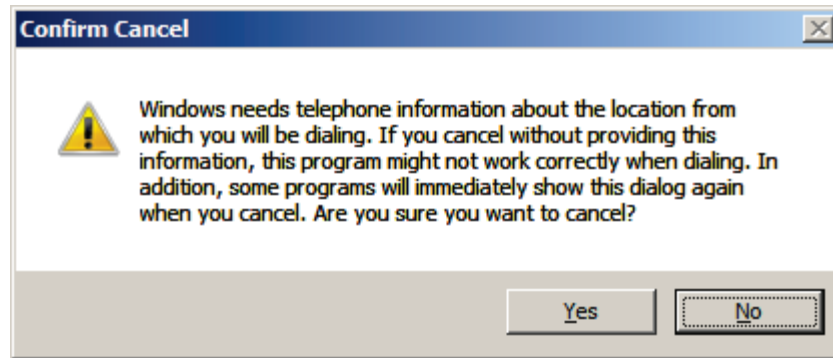 Confirm Cancel
Windows needs telephone information about the location from
which you will be dialing. If you cancel without providing this
information, this program might not work correctly when dialing. In
addition, some programs will immediately show this dialog again
when you cancel. Are you sure you want to cancel?
Yes
No